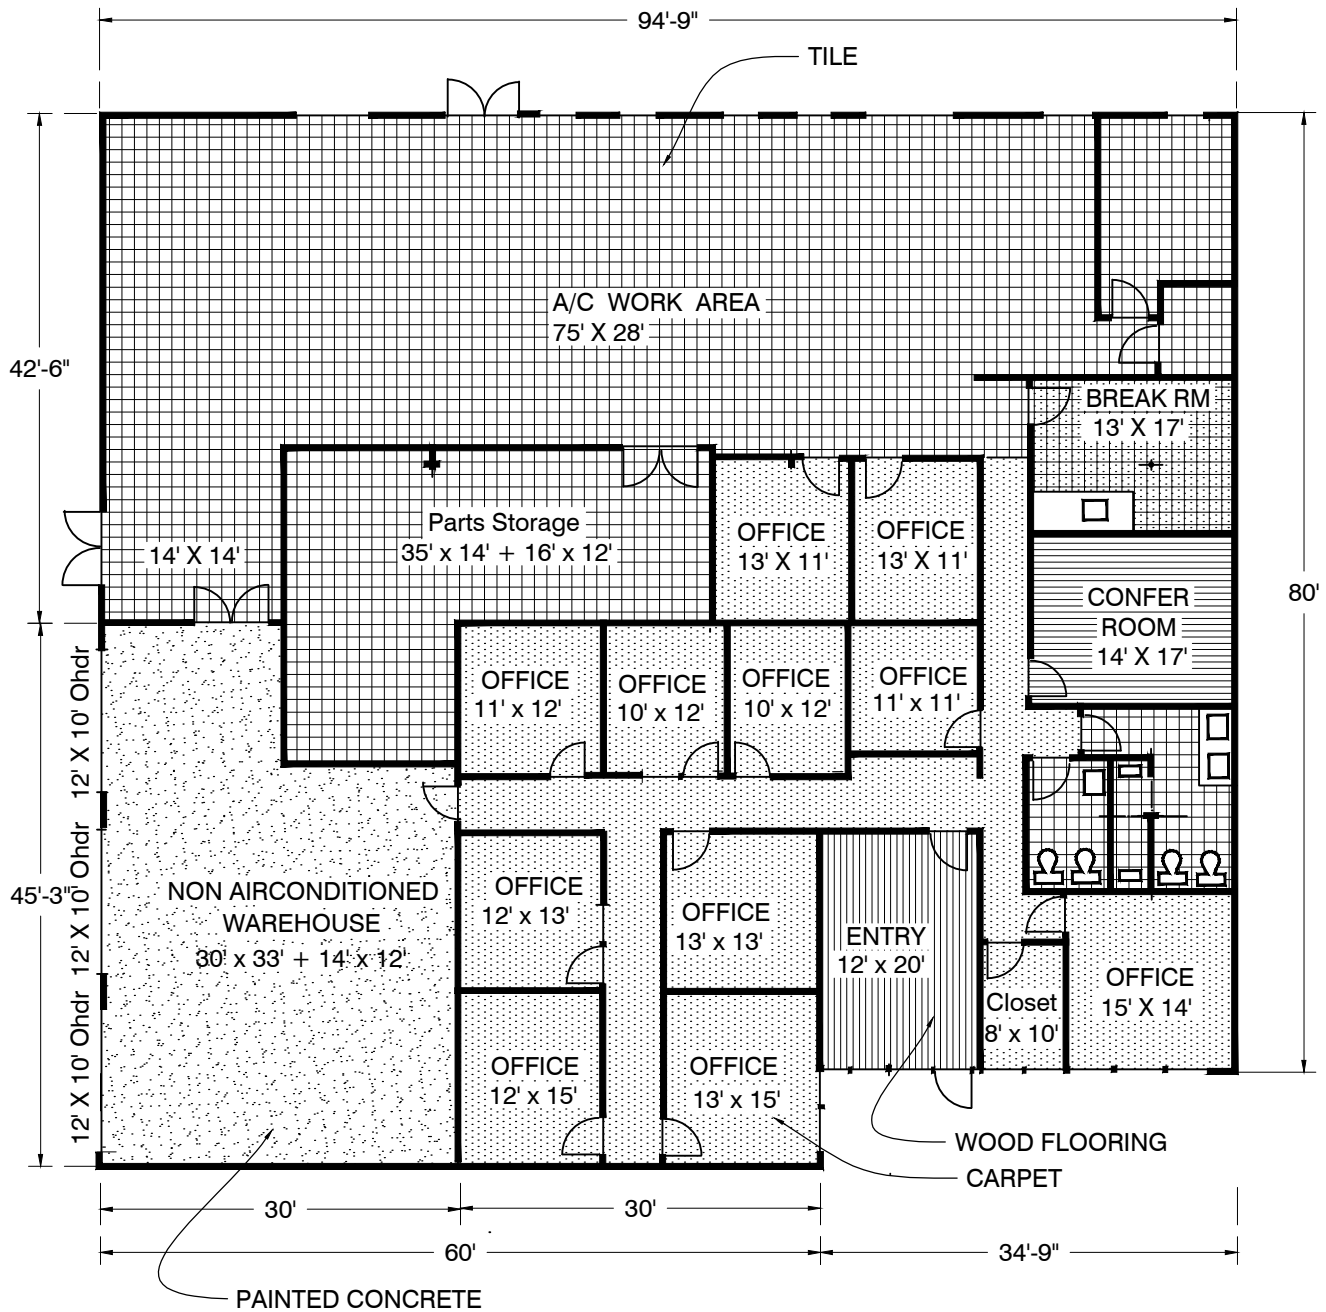 94'-9"
TILE
A/C WORK AREA
75' X 28'
42'-6"
BREAK RM
13' X 17'
Parts Storage
35' x 14' + 16' x 12'
14' X 14'
OFFICE
13' X 11'
OFFICE
13' X 11'
80'
CONFER
ROOM
14' X 17'
OFFICE
11' x 12'
OFFICE
10' x 12'
OFFICE
10' x 12'
OFFICE
11' x 11'
12' X 10' Ohdr
12' X 10' Ohdr
12' X 10' Ohdr
45'-3"
NON AIRCONDITIONED
WAREHOUSE
30' x 33' + 14' x 12'
OFFICE
12' x 13'
OFFICE
13' x 13'
ENTRY
12' x 20'
OFFICE
15' X 14'
Closet
8' x 10'
OFFICE
12' x 15'
OFFICE
13' x 15'
WOOD FLOORING
CARPET
30'
30'
60'
34'-9"
PAINTED CONCRETE